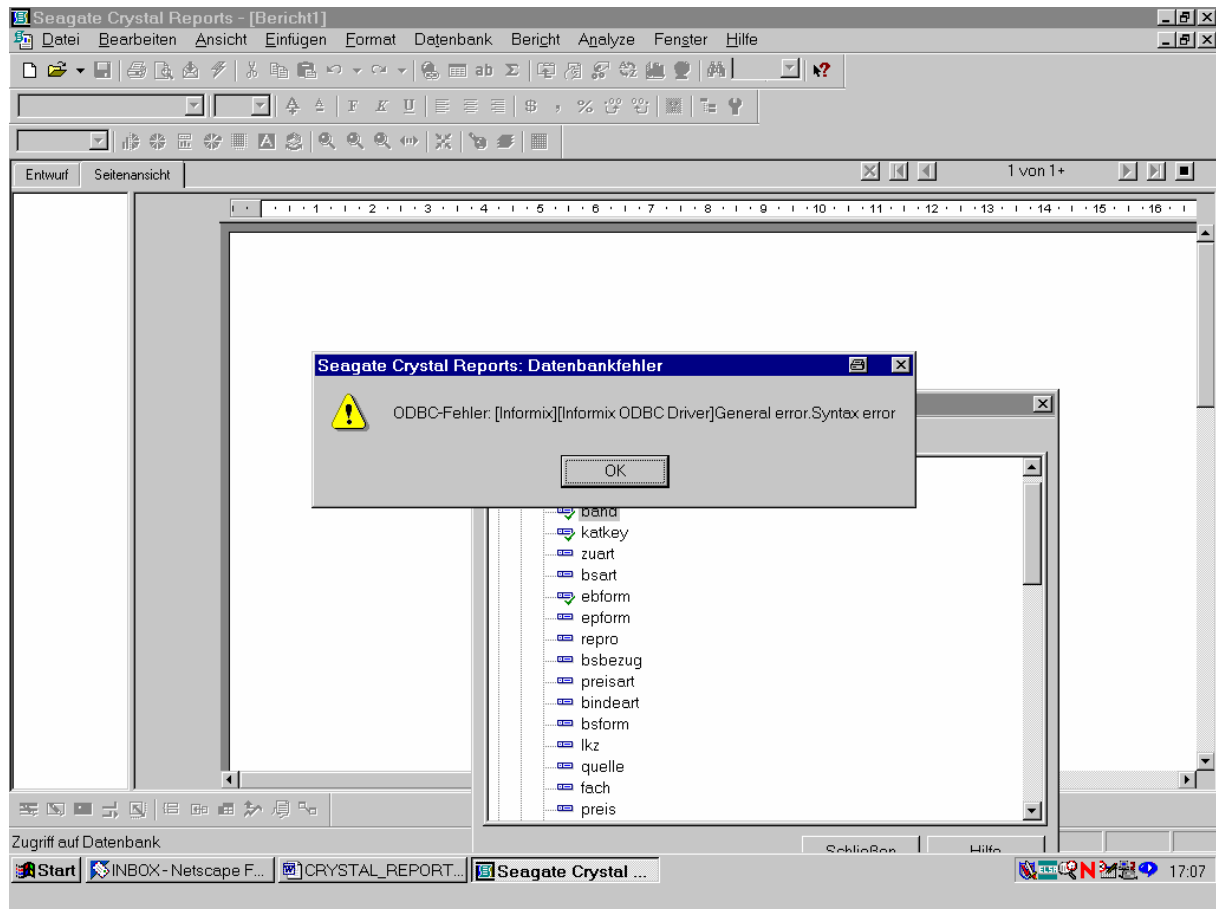 Seagate Crystal Reports - [Bericht1]
Datei Bearbeiten Ansicht Einfügen Format Datenbank Bericht Analyze Fenster Hilfe
ab Σ
F K U $ , %
A
Entwurf Seitenansicht 1 von 1+
1 2 3 4 5 6 7 8 9 10 11 12 13 14 15 16
Seagate Crystal Reports: Datenbankfehler
ODBC-Fehler: [Informix][Informix ODBC Driver]General error.Syntax error
OK
band
katkey
zuart
bsart
ebform
epform
repro
bsbezug
preisart
bindeart
bsform
lkz
quelle
fach
preis
Zugriff auf Datenbank
Schließen Hilfe
Start INBOX - Netscape F... CRYSTAL_REPORT... Seagate Crystal ... 17:07